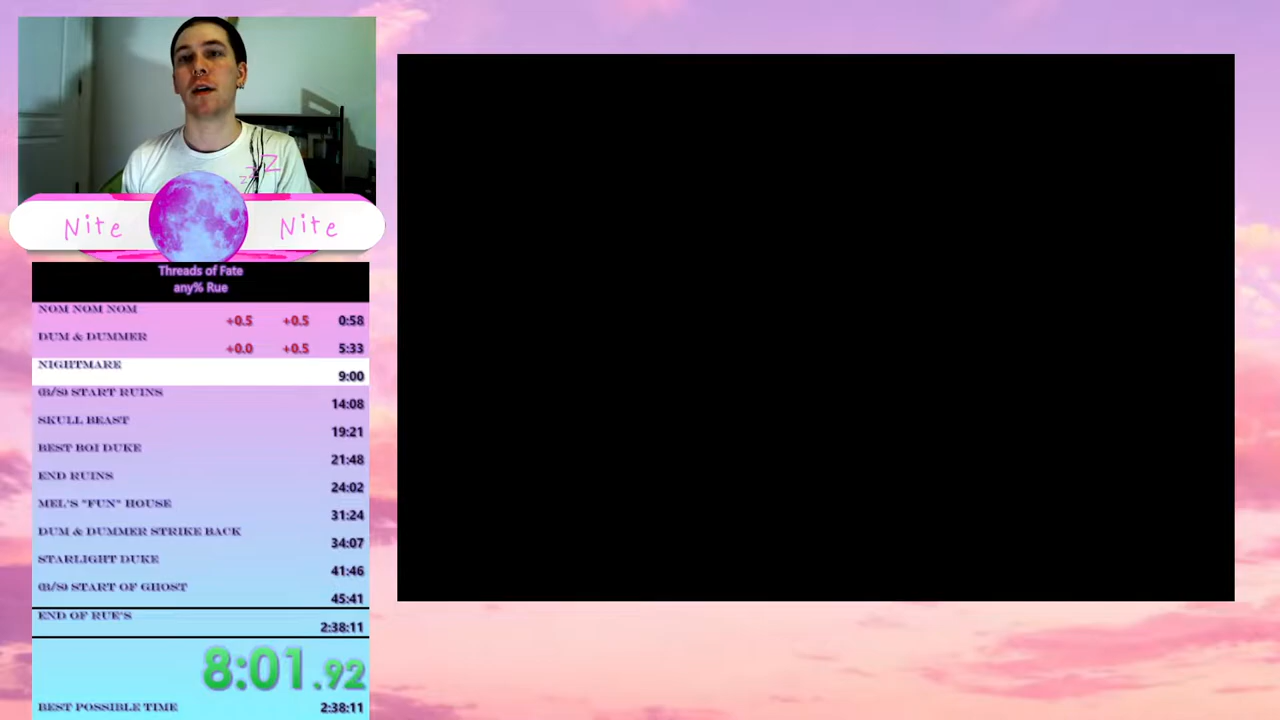 z z Z
Nite Nite
Threads of Fate
any% Rue
NOM NOM NOM
+0.5 +0.5 0:58
DUM & DUMMER
+0.0 +0.5 5:33
NIGHTMARE
9:00
(B/S) START RUINS
14:08
SKULL BEAST
19:21
BEST BOI DUKE
21:48
END RUINS
24:02
MEL'S "FUN" HOUSE
31:24
DUM & DUMMER STRIKE BACK
34:07
STARLIGHT DUKE
41:46
(B/S) START OF GHOST
45:41
END OF RUE'S
2:38:11
8:01.92
BEST POSSIBLE TIME 2:38:11